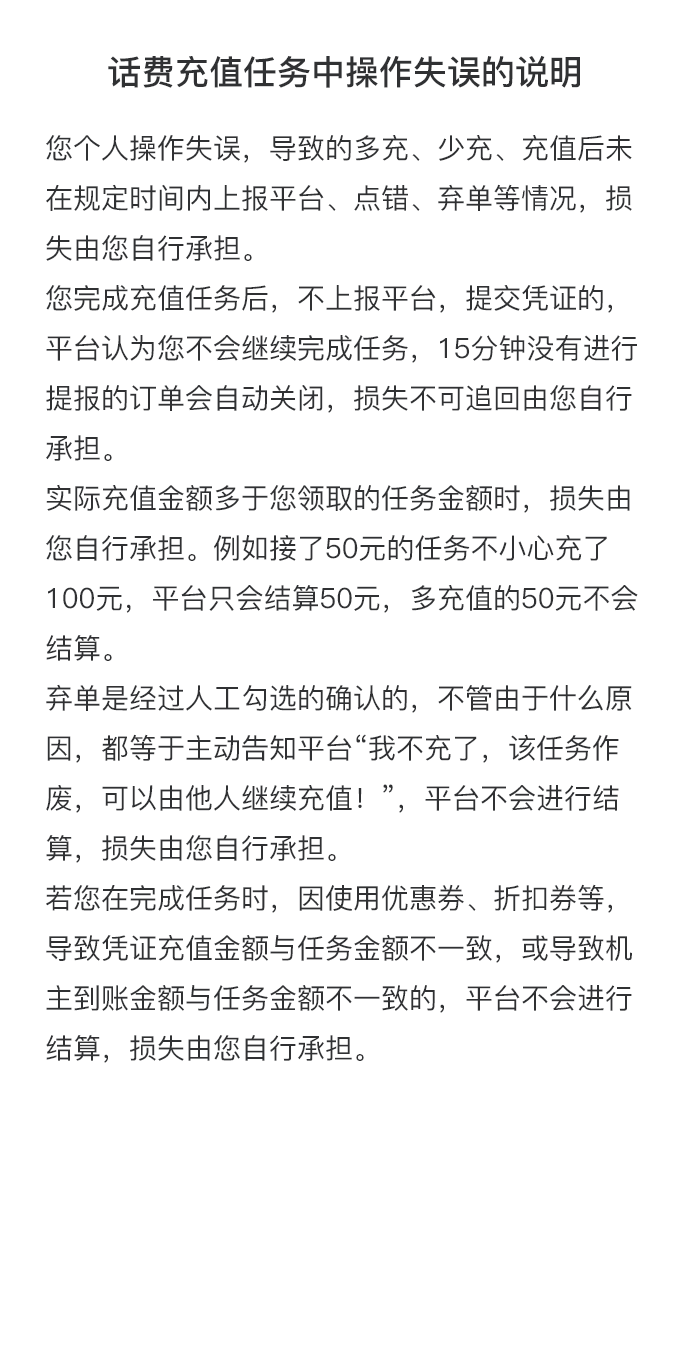 话费充值任务中操作失误的说明
您个人操作失误，导致的多充、少充、充值后未
在规定时间内上报平台、点错、弃单等情况，损
失由您自行承担。
您完成充值任务后，不上报平台，提交凭证的，
平台认为您不会继续完成任务，15分钟没有进行
提报的订单会自动关闭，损失不可追回由您自行
承担。
实际充值金额多于您领取的任务金额时，损失由
您自行承担。例如接了50元的任务不小心充了
100元，平台只会结算50元，多充值的50元不会
结算。
弃单是经过人工勾选的确认的，不管由于什么原
因，都等于主动告知平台“我不充了，该任务作
废，可以由他人继续充值！”，平台不会进行结
算，损失由您自行承担。
若您在完成任务时，因使用优惠券、折扣券等，
导致凭证充值金额与任务金额不一致，或导致机
主到账金额与任务金额不一致的，平台不会进行
结算，损失由您自行承担。